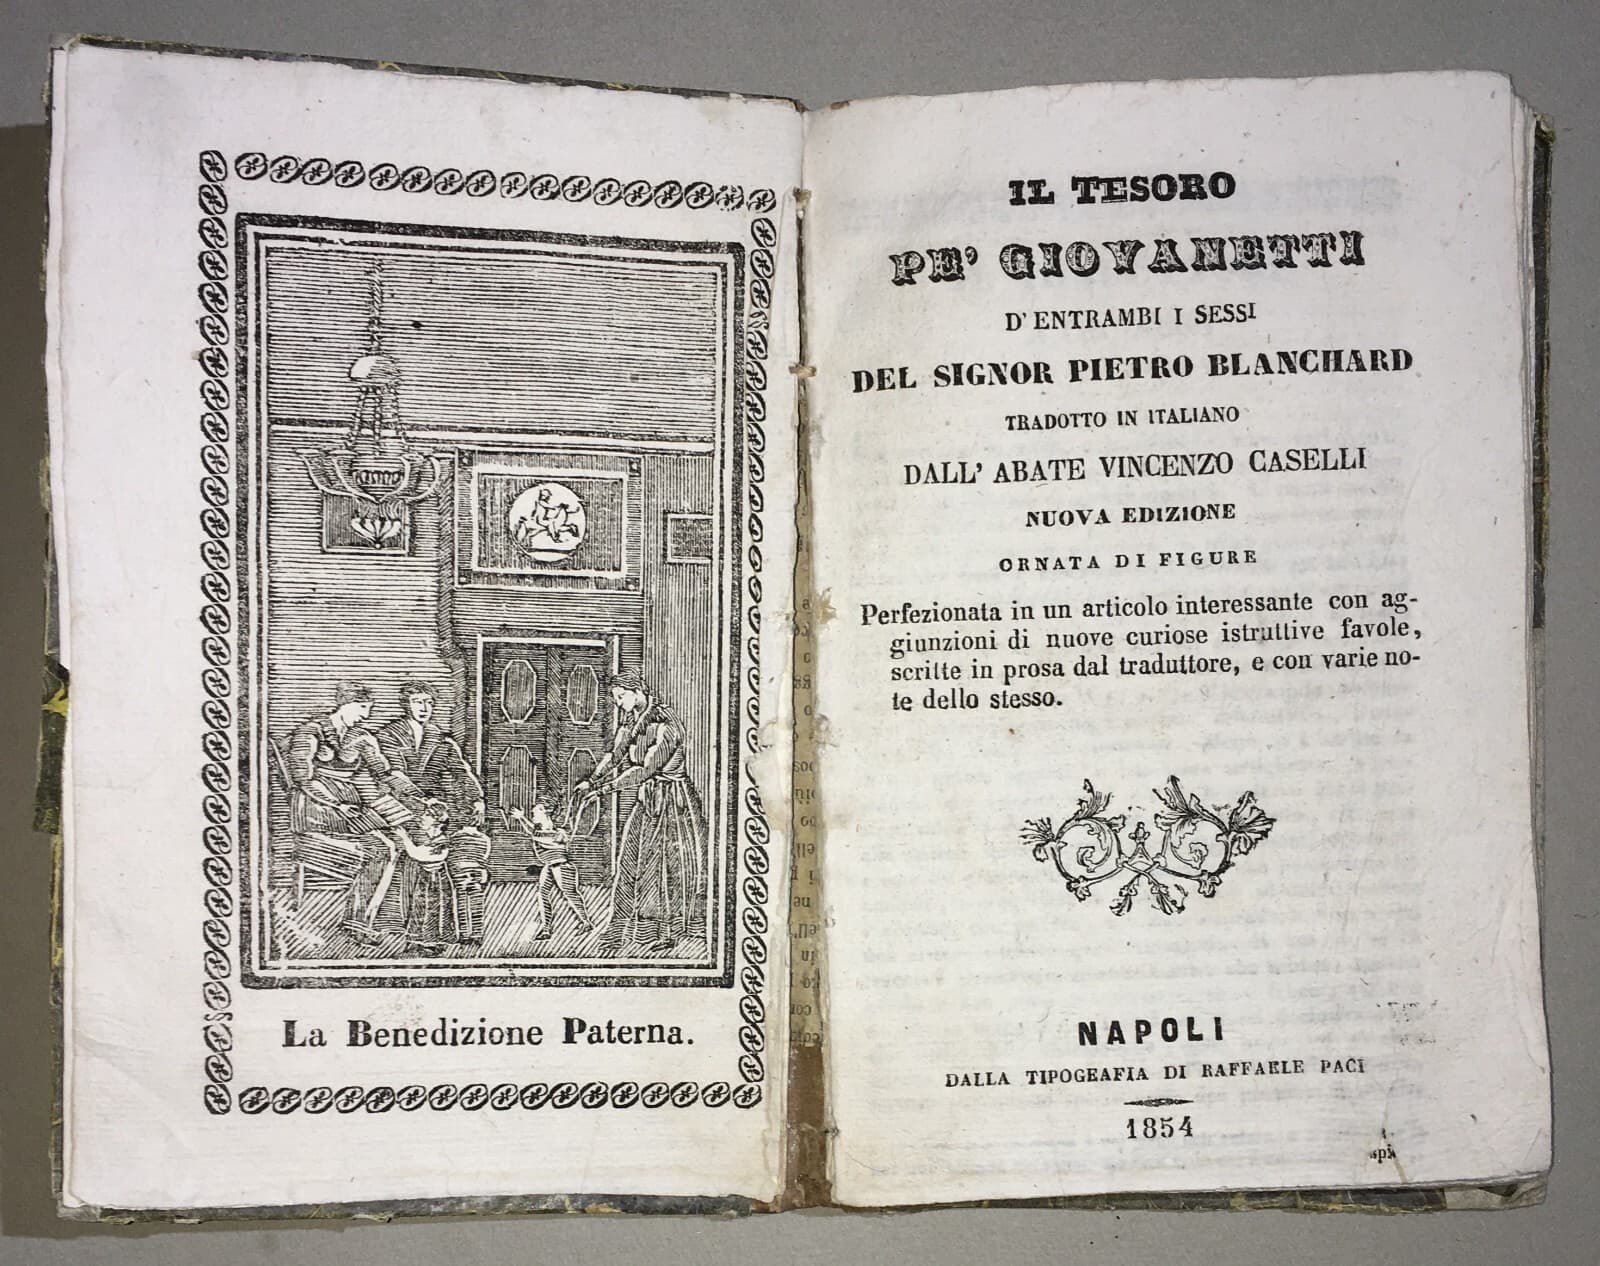 La Benedizione Paterna.
IL TESORO
PE' GIOVANETTI
D' ENTRAMBI I SESSI
DEL SIGNOR PIETRO BLANCHARD
TRADOTTO IN ITALIANO
DALL' ABATE VINCENZO CASELLI
NUOVA EDIZIONE
ORNATA DI FIGURE
Perfezionata in un articolo interessante con ag-
giunzioni di nuove curiose istruttive favole,
scritte in prosa dal traduttore, e con varie no-
te dello stesso.
NAPOLI
DALLA TIPOGRAFIA DI RAFFAELE PACI
1854